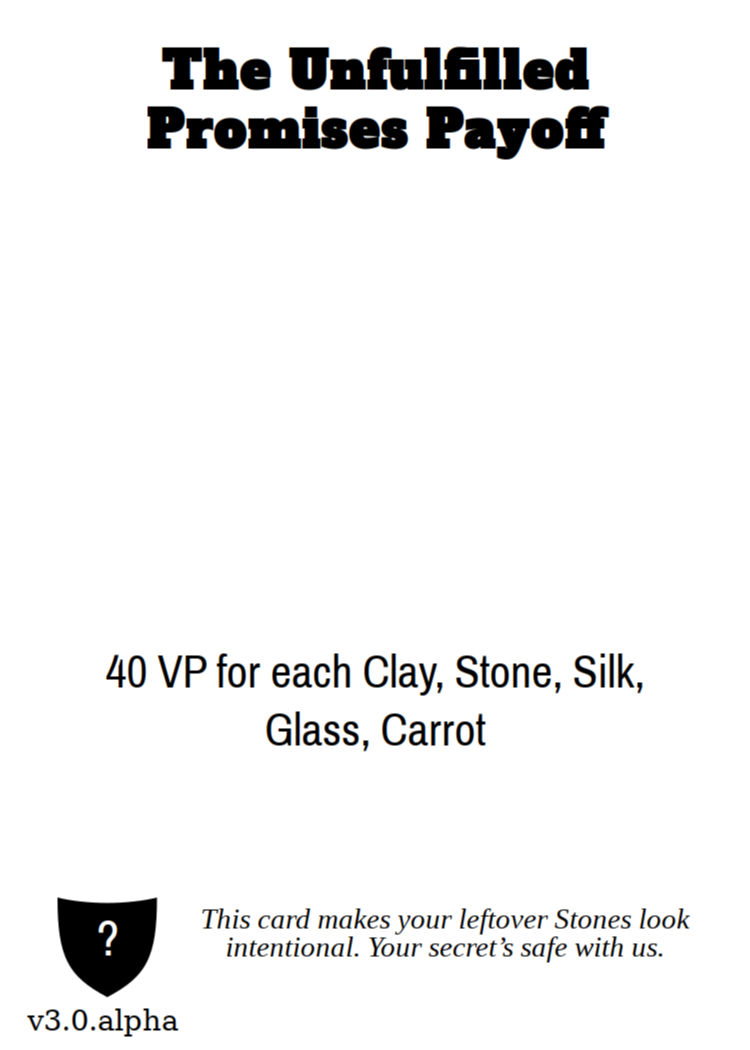 The Unfulfilled
Promises Payoff
40 VP for each Clay, Stone, Silk,
Glass, Carrot
?
This card makes your leftover Stones look
intentional. Your secret’s safe with us.
v3.0.alpha